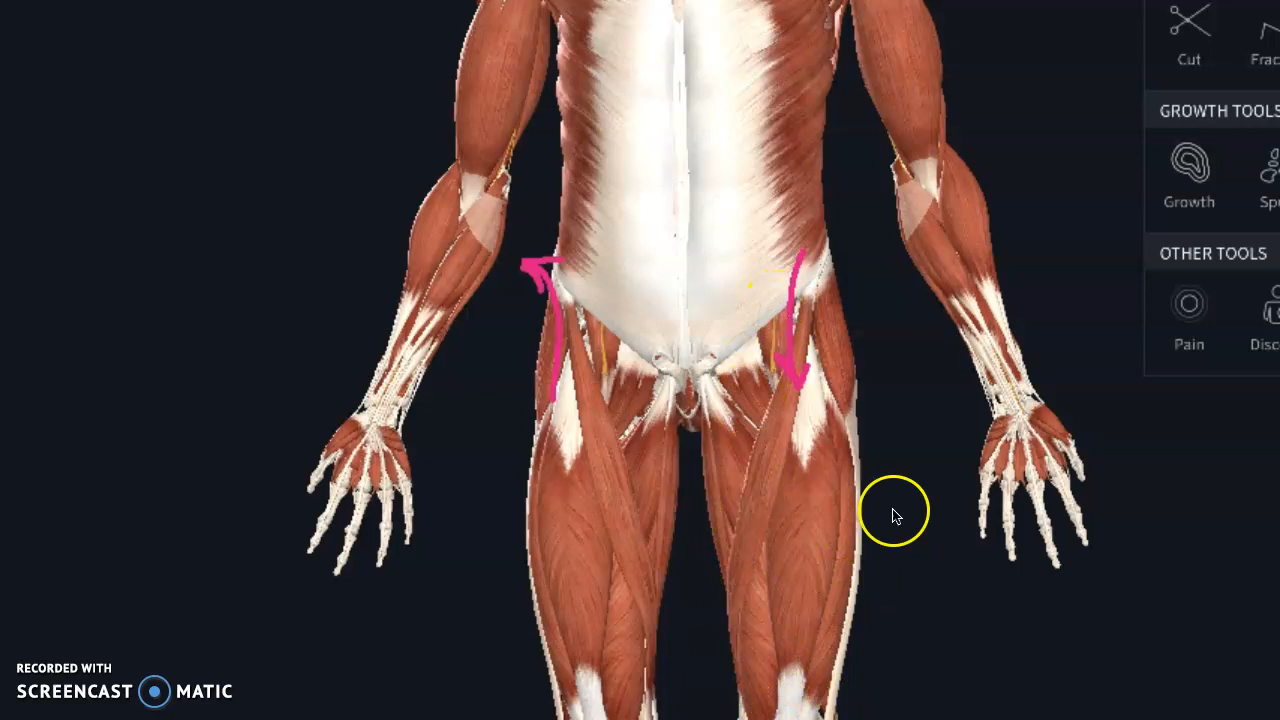 Cut
GROWTH TOOLS
Growth
OTHER TOOLS
Pain
RECORDED WITH
SCREENCAST MATIC